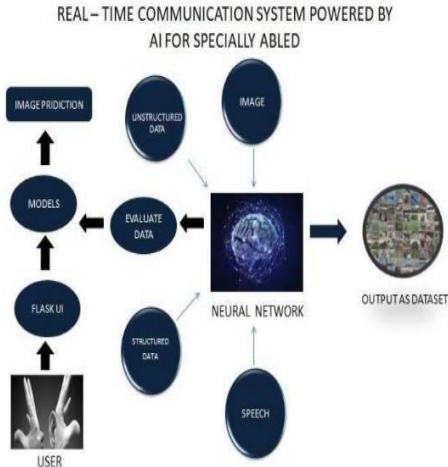 REAL – TIME COMMUNICATION SYSTEM POWERED BY
AI FOR SPECIALLY ABLED
IMAGE PRIDICTION
UNSTRUCTURED
DATA
IMAGE
MODELS
EVALUATE
DATA
FLASK UI
NEURAL NETWORK
OUTPUT AS DATASET
STRUCTURED
DATA
SPEECH
USER